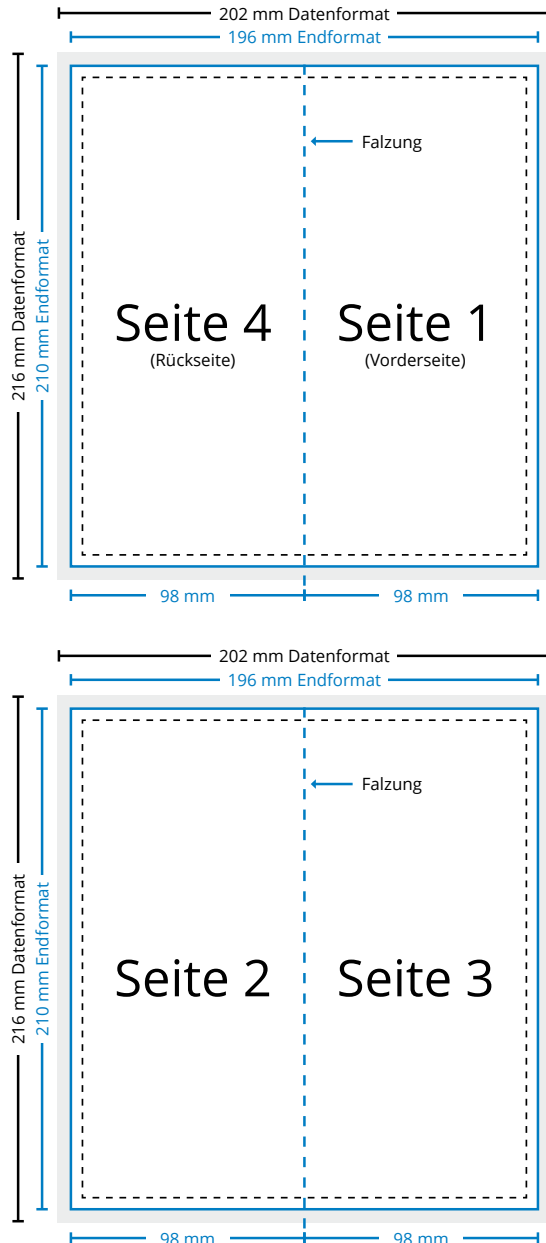 202 mm Datenformat
196 mm Endformat
216 mm Datenformat
210 mm Endformat
Falzung
Seite 4
(Rückseite)
Seite 1
(Vorderseite)
98 mm
98 mm
202 mm Datenformat
196 mm Endformat
216 mm Datenformat
210 mm Endformat
Falzung
Seite 2
Seite 3
98 mm
98 mm